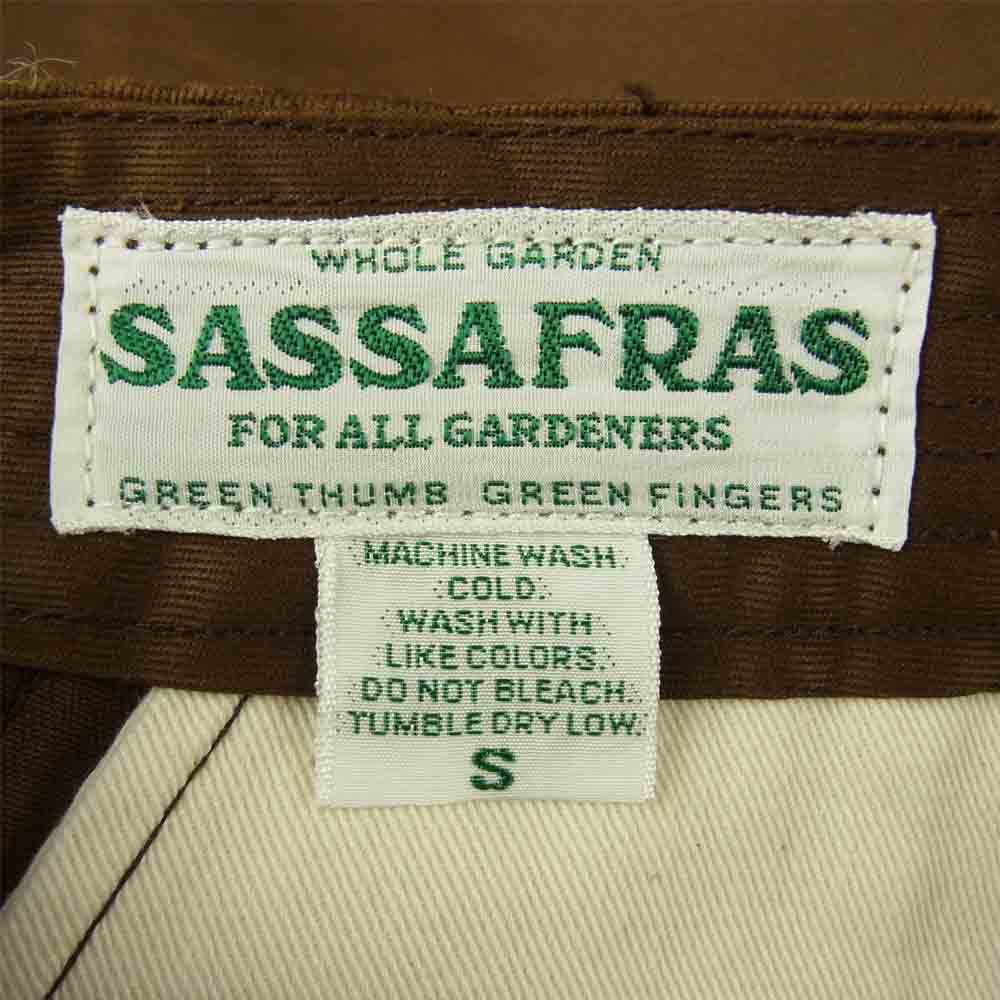 WHOLE GARDEN
SASSAFRAS
FOR ALL GARDENERS
GREEN THUMB GREEN FINGERS
MACHINE WASH
COLD.
WASH WITH
LIKE COLORS.
DO NOT BLEACH.
TUMBLE DRY LOW.
S